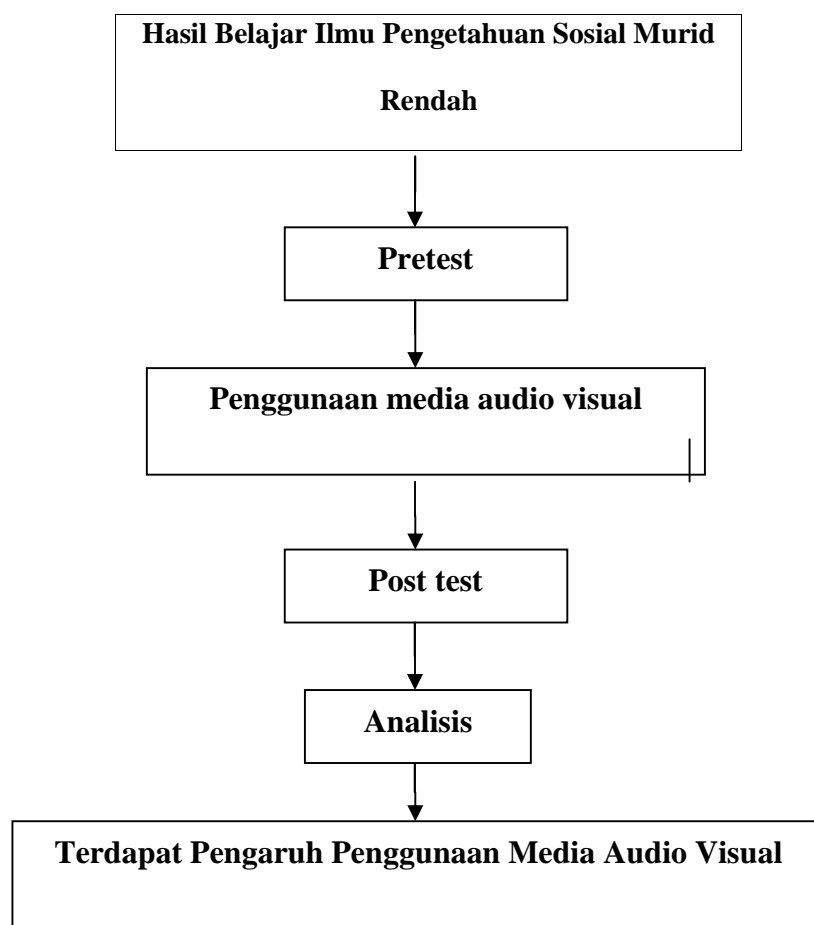 Hasil Belajar Ilmu Pengetahuan Sosial Murid
Rendah
Pretest
Penggunaan media audio visual
Post test
Analisis
Terdapat Pengaruh Penggunaan Media Audio Visual